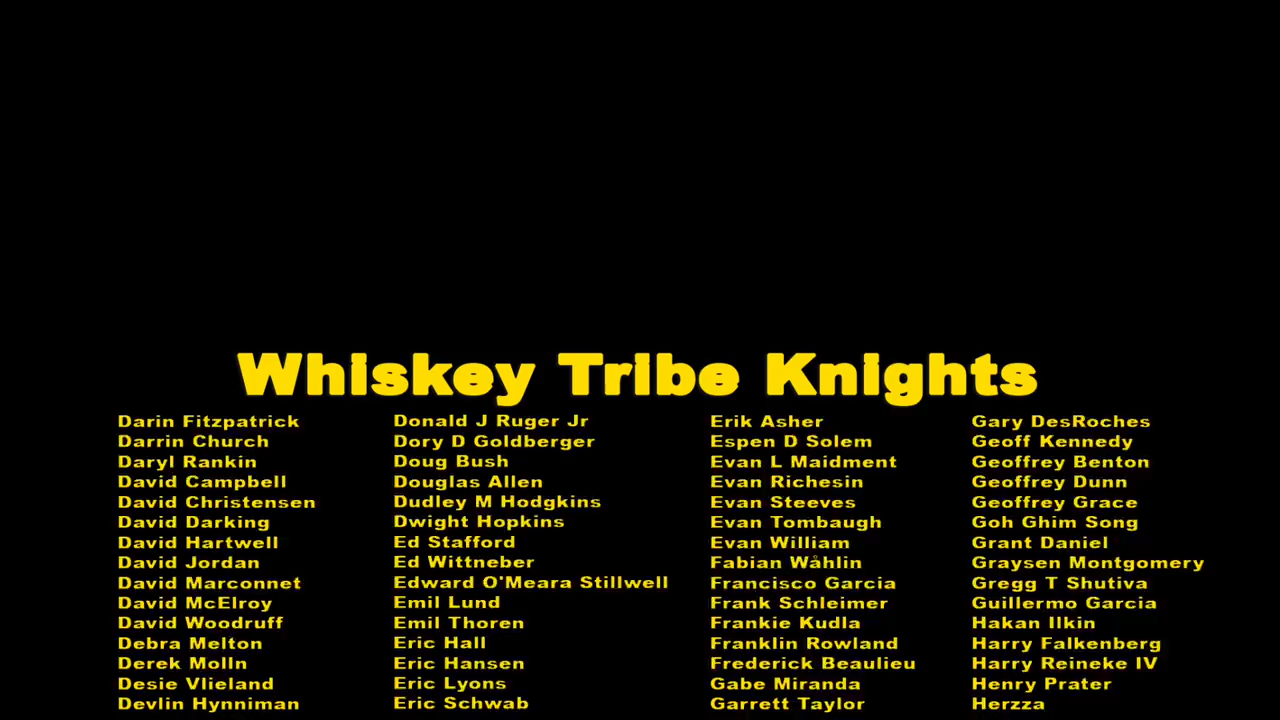 Whiskey Tribe Knights
Darin Fitzpatrick
Darrin Church
Daryl Rankin
David Campbell
David Christensen
David Darking
David Hartwell
David Jordan
David Marconnet
David McElroy
David Woodruff
Debra Melton
Derek Molln
Desie Vlieland
Devlin Hynniman
Donald J Ruger Jr
Dory D Goldberger
Doug Bush
Douglas Allen
Dudley M Hodgkins
Dwight Hopkins
Ed Stafford
Ed Wittneber
Edward O'Meara Stillwell
Emil Lund
Emil Thoren
Eric Hall
Eric Hansen
Eric Lyons
Eric Schwab
Erik Asher
Espen D Solem
Evan L Maidment
Evan Richesin
Evan Steeves
Evan Tombaugh
Evan William
Fabian Wåhlin
Francisco Garcia
Frank Schleimer
Frankie Kudla
Franklin Rowland
Frederick Beaulieu
Gabe Miranda
Garrett Taylor
Gary DesRoches
Geoff Kennedy
Geoffrey Benton
Geoffrey Dunn
Geoffrey Grace
Goh Ghim Song
Grant Daniel
Graysen Montgomery
Gregg T Shutiva
Guillermo Garcia
Hakan Ilkin
Harry Falkenberg
Harry Reineke IV
Henry Prater
Herzza